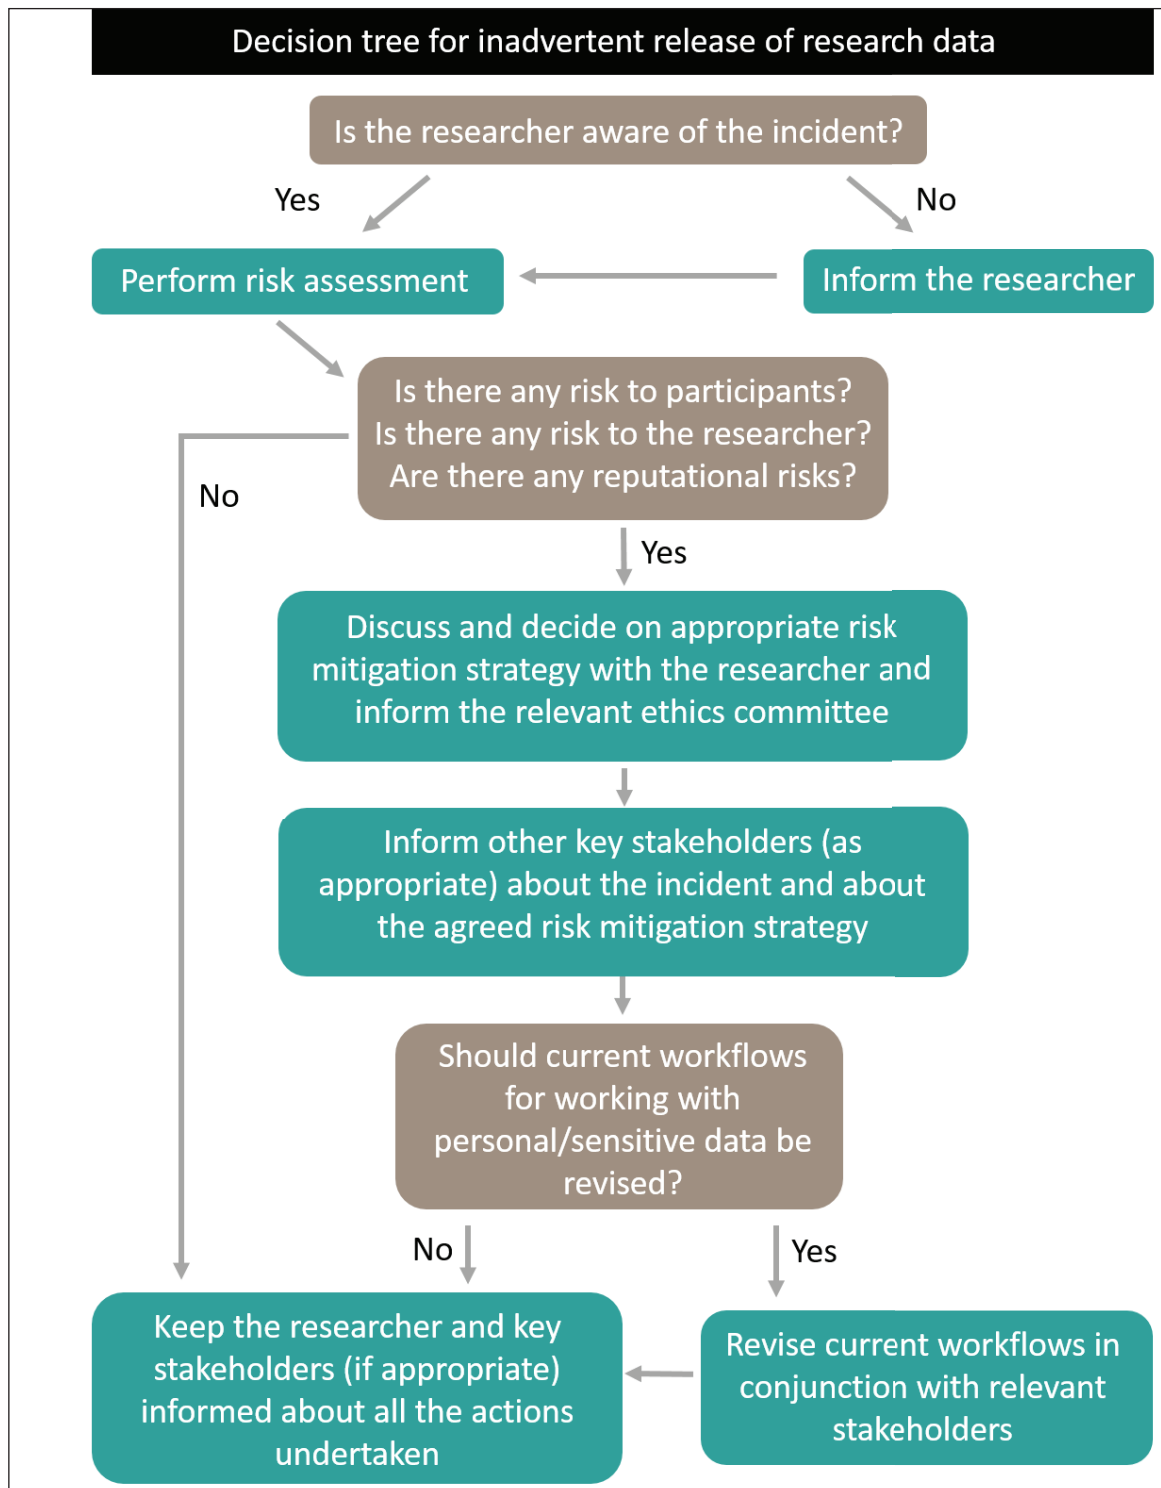 Decision tree for inadvertent release of research data
Is the researcher aware of the incident?
Yes
No
Perform risk assessment
Inform the researcher
Is there any risk to participants?
Is there any risk to the researcher?
Are there any reputational risks?
No
Yes
Discuss and decide on appropriate risk
mitigation strategy with the researcher and
inform the relevant ethics committee
Inform other key stakeholders (as
appropriate) about the incident and about
the agreed risk mitigation strategy
Should current workflows
for working with
personal/sensitive data be
revised?
No
Yes
Keep the researcher and key
stakeholders (if appropriate)
informed about all the actions
undertaken
Revise current workflows in
conjunction with relevant
stakeholders